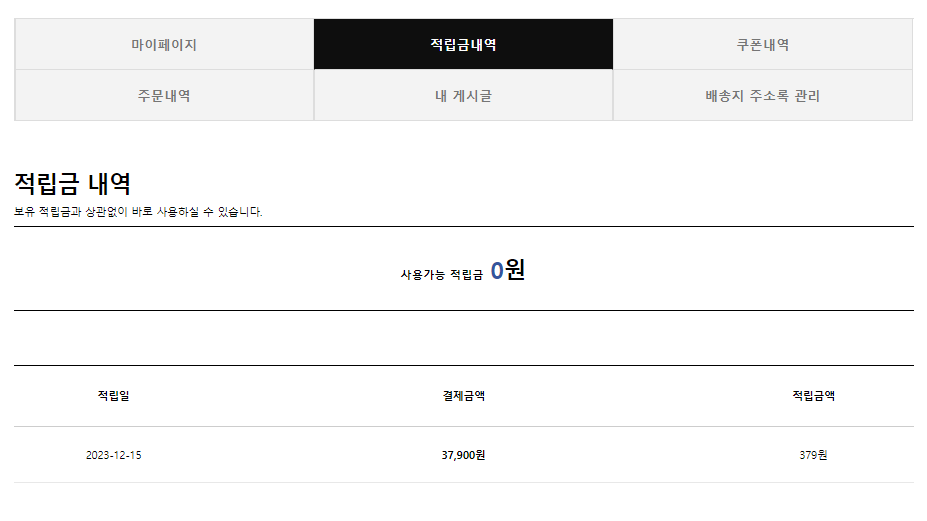 마이페이지 적립금내역 쿠폰내역
주문내역 내 게시글 배송지 주소록 관리
적립금 내역
보유 적립금과 상관없이 바로 사용하실 수 있습니다.
사용가능 적립금 0원
적립일 결제금액 적립금액
2023-12-15 37,900원 379원